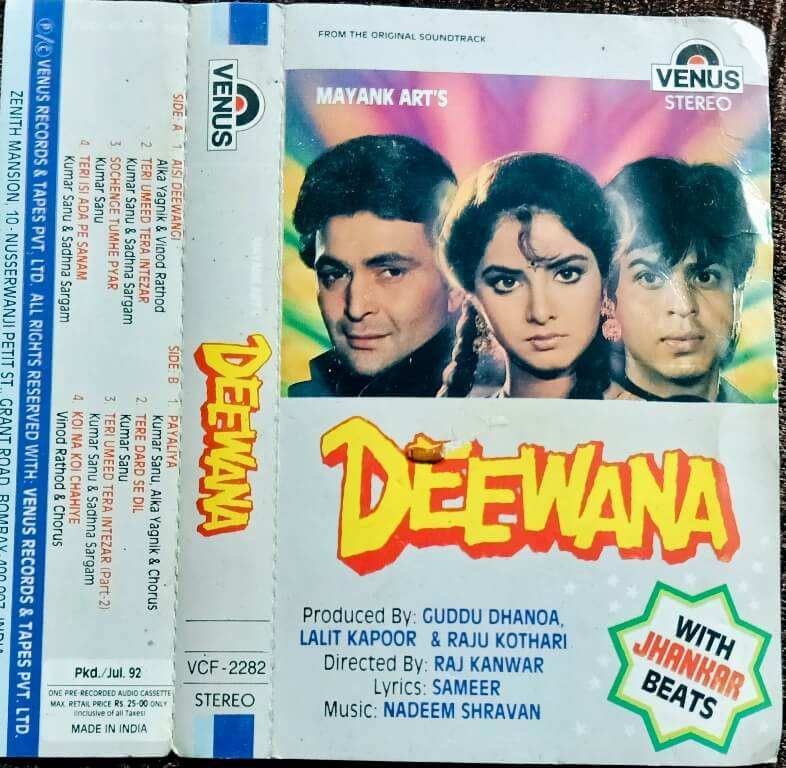 FROM THE ORIGINAL SOUNDTRACK
VENUS
STEREO
MAYANK ART'S
DEEWANA
Produced By: GUDDU DHANOA,
LALIT KAPOOR & RAJU KOTHARI
Directed By: RAJ KANWAR
Lyrics: SAMEER
Music: NADEEM SHRAVAN
WITH
JHANKAR
BEATS
VENUS
MAYANK ART'S
DEEWANA
VCF-2282
STEREO
SIDE: A
1. AISI DEEWANGI
Alka Yagnik & Vinod Rathod
2. TERI UMEED TERA INTEZAR
Kumar Sanu & Sadhna Sargam
3. SOCHENGE TUMHE PYAR
Kumar Sanu
4. TERI ISI ADA PE SANAM
Kumar Sanu & Sadhna Sargam
SIDE: B
1. PAYALIYA
Kumar Sanu, Alka Yagnik & Chorus
2. TERE DARD SE DIL
Kumar Sanu
3. TERI UMEED TERA INTEZAR (Part-2)
Kumar Sanu & Sadhna Sargam
4. KOI NA KOI CHAHIYE
Vinod Rathod & Chorus
Pkd./Jul. 92
ONE PRE-RECORDED AUDIO CASSETTE
MAX. RETAIL PRICE Rs. 25-00 ONLY
(Inclusive of all Taxes)
MADE IN INDIA
℗/© VENUS RECORDS & TAPES PVT. LTD. ALL RIGHTS RESERVED WITH: VENUS RECORDS & TAPES PVT. LTD.
ZENITH MANSION, 10-NUSSERWANJI PETIT ST., GRANT ROAD, BOMBAY-400 007. INDIA